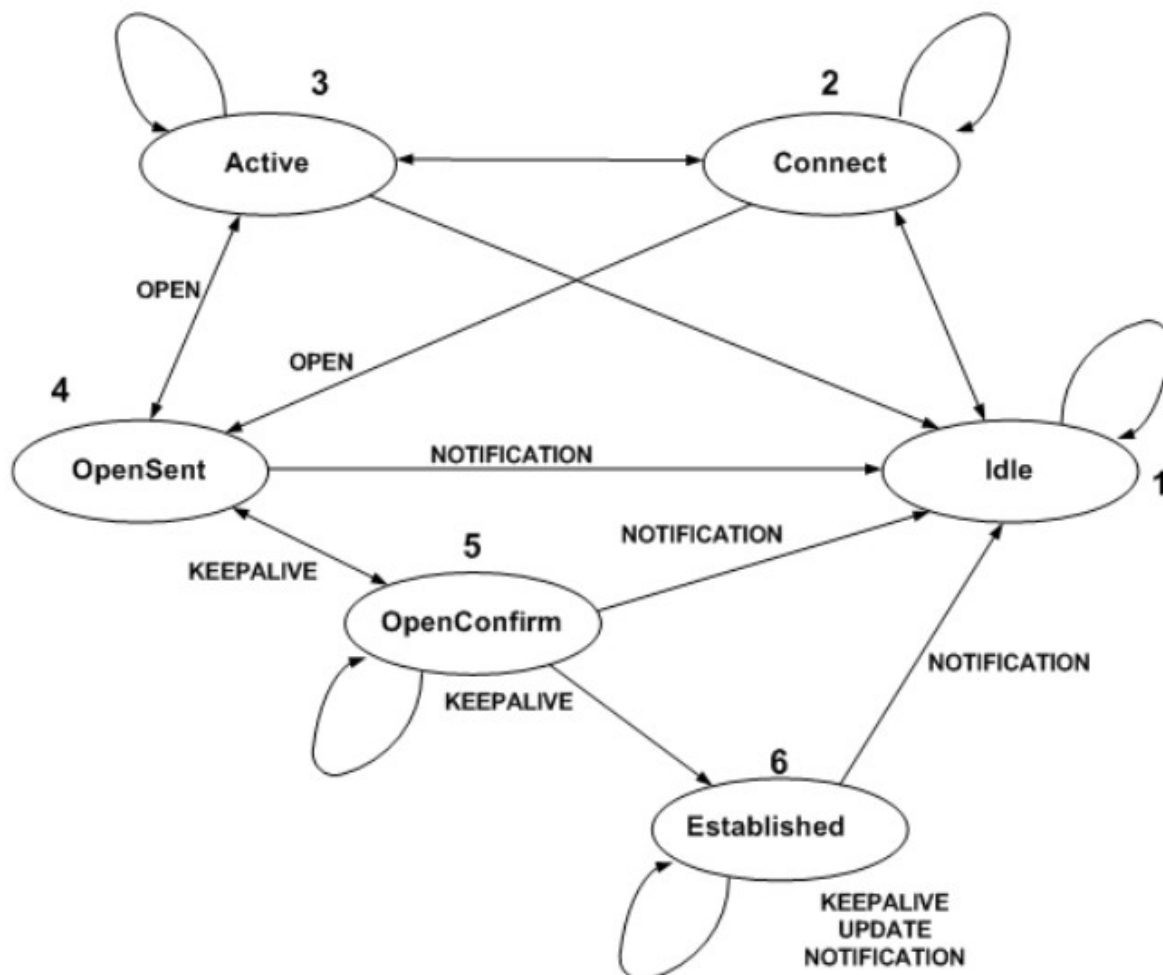 3
2
Active
Connect
OPEN
OPEN
4
OpenSent
NOTIFICATION
Idle
1
5
NOTIFICATION
KEEPALIVE
OpenConfirm
NOTIFICATION
KEEPALIVE
6
Established
KEEPALIVE
UPDATE
NOTIFICATION